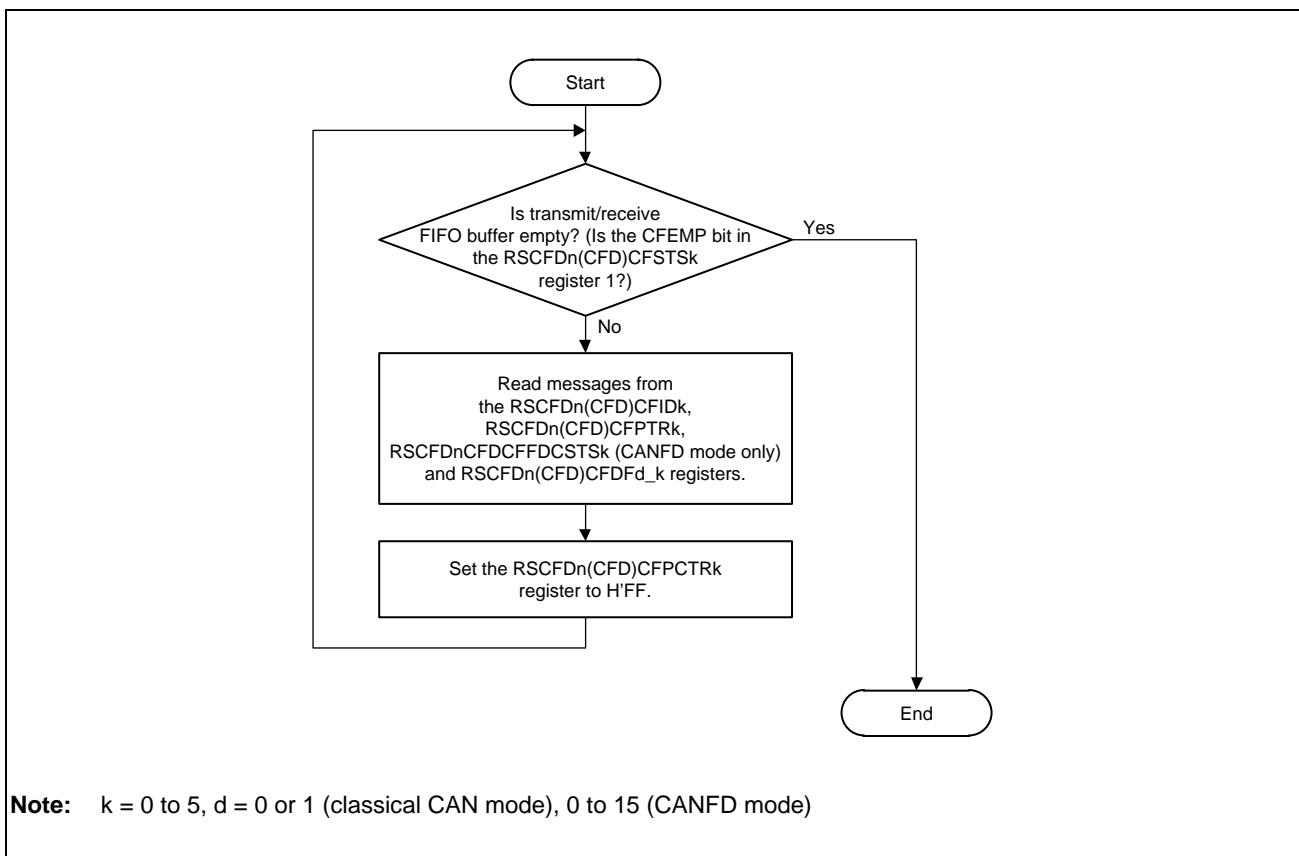 Start
Is transmit/receive
FIFO buffer empty? (Is the CFEMP bit in
the RSCFDn(CFD)CFSTSk
register 1?)
Yes
No
Read messages from
the RSCFDn(CFD)CFIDk,
RSCFDn(CFD)CFPTRk,
RSCFDnCFDCFFDCSTSk (CANFD mode only)
and RSCFDn(CFD)CFDFd_k registers.
Set the RSCFDn(CFD)CFPCTRk
register to H'FF.
End
Note: k = 0 to 5, d = 0 or 1 (classical CAN mode), 0 to 15 (CANFD mode)